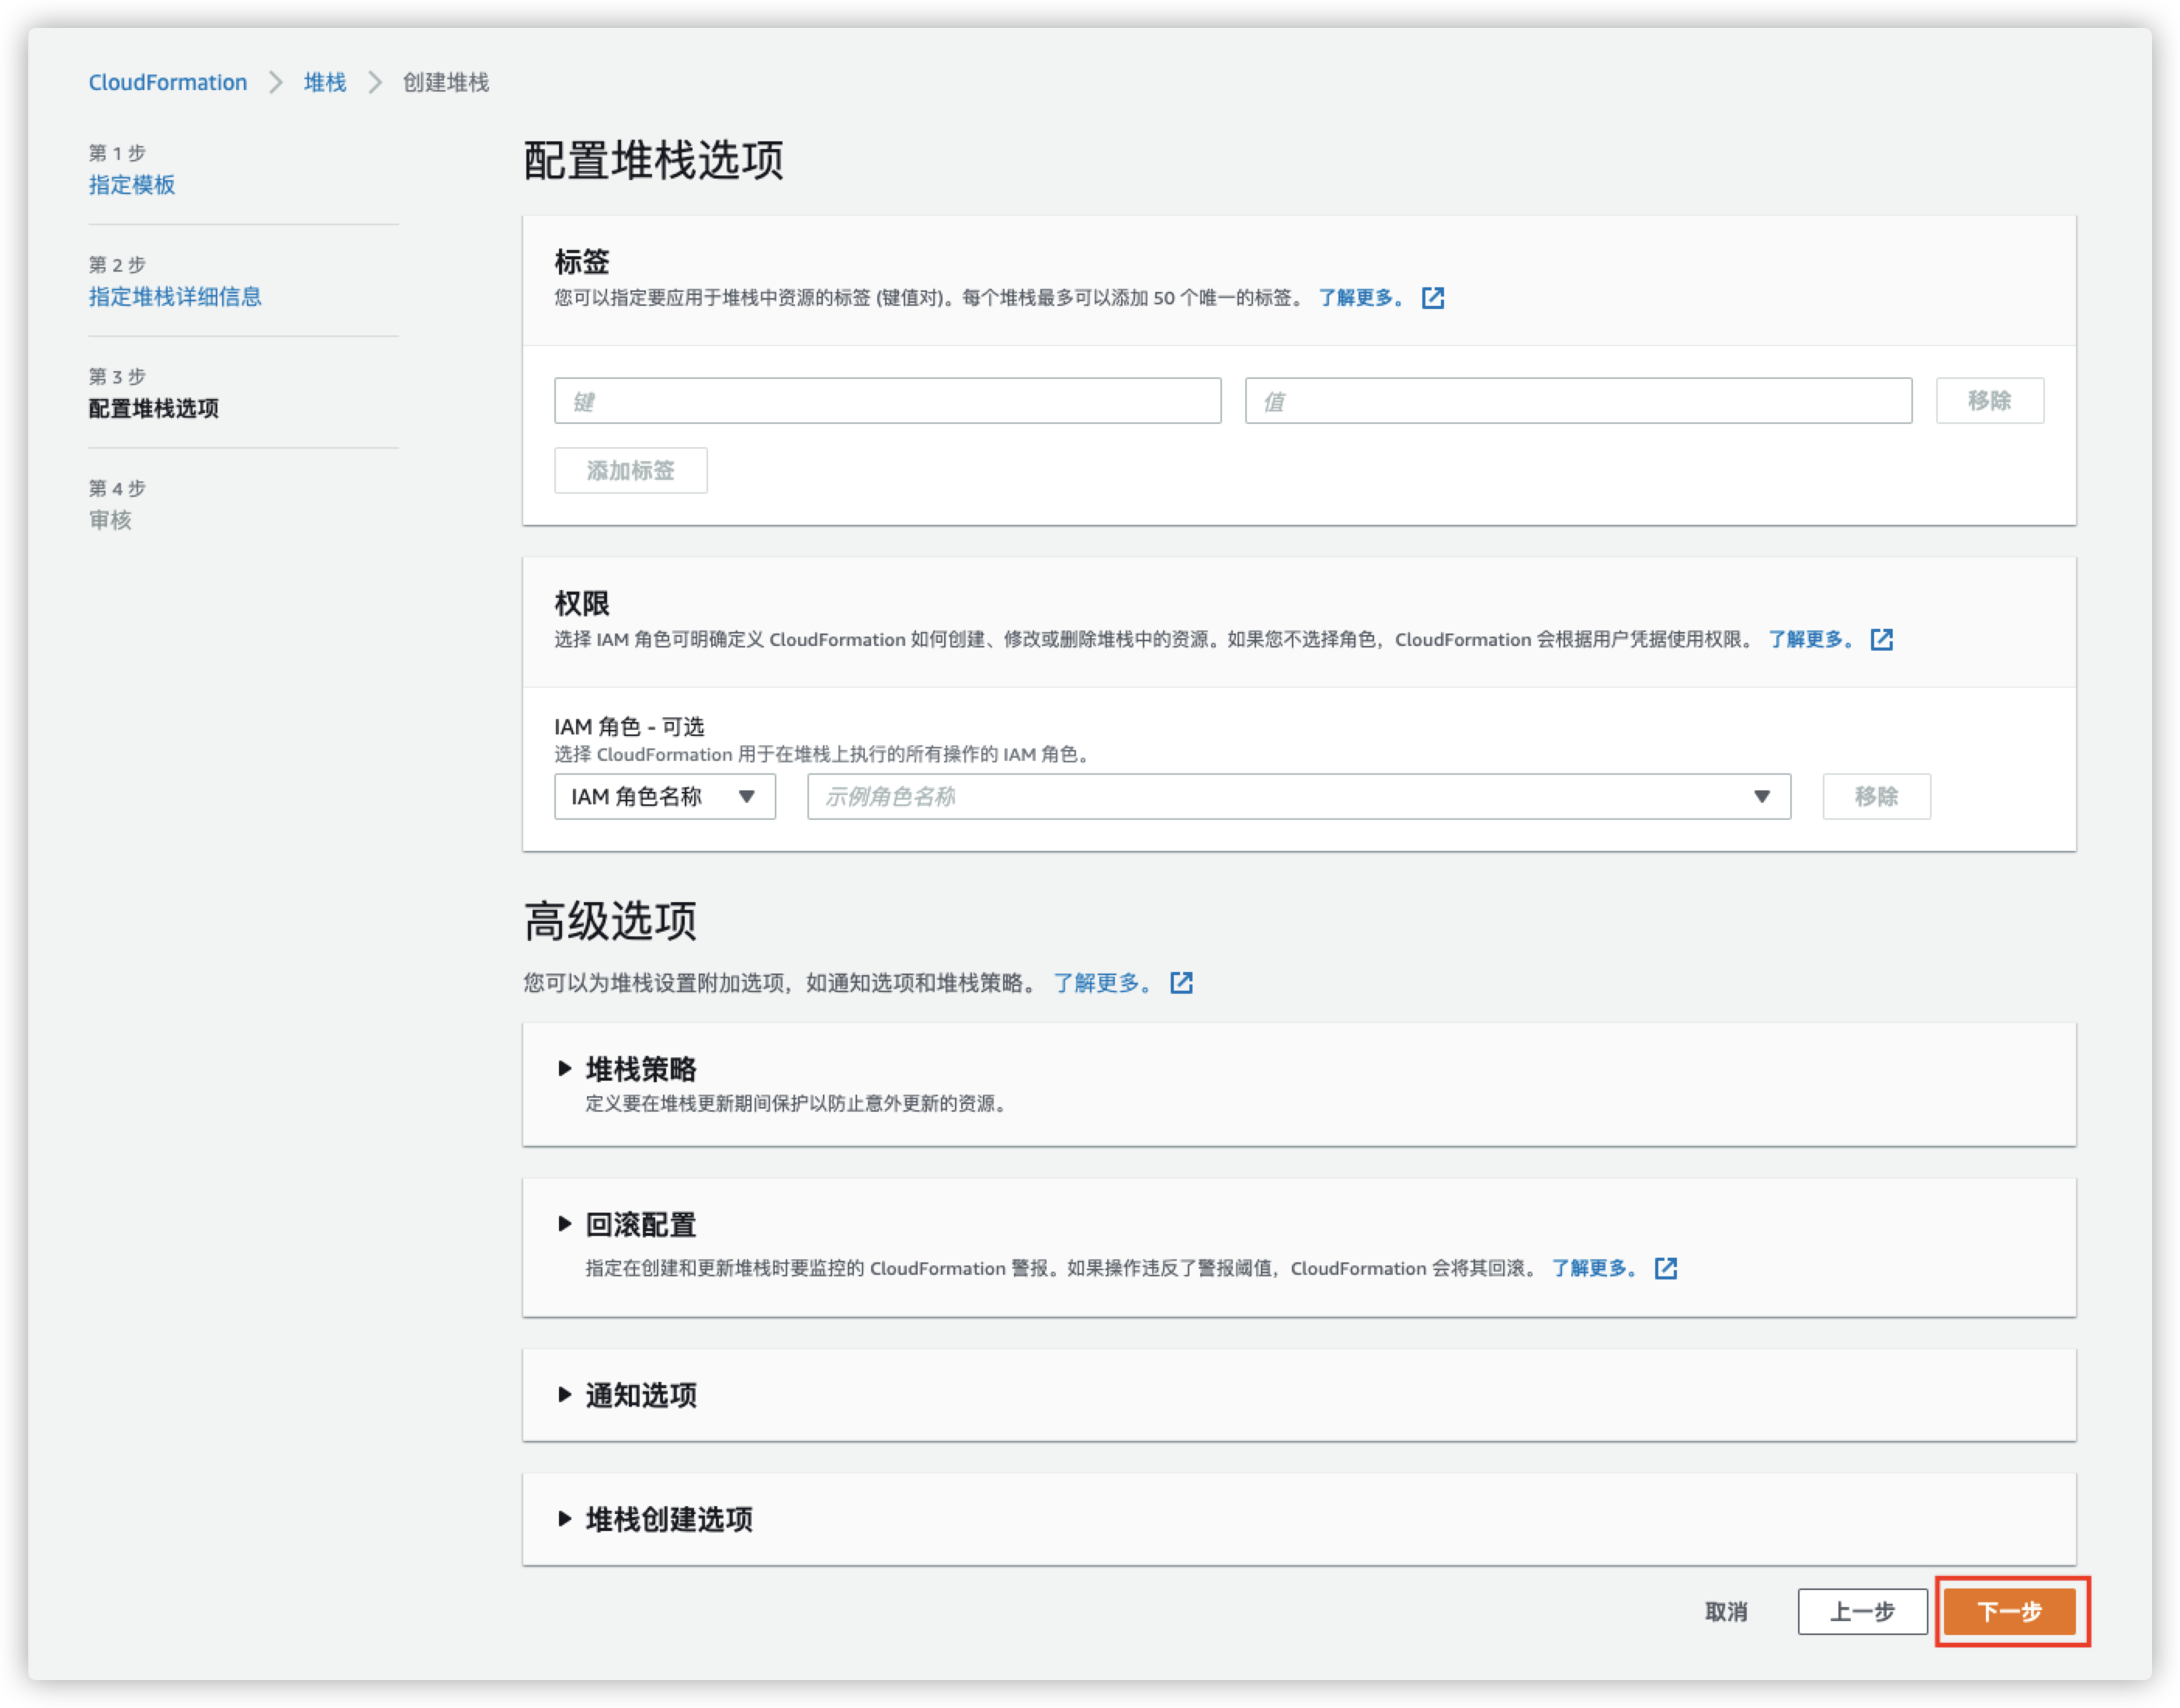 CloudFormation > 堆栈 > 创建堆栈
第 1 步
指定模板
第 2 步
指定堆栈详细信息
第 3 步
配置堆栈选项
第 4 步
审核
配置堆栈选项
标签
您可以指定要应用于堆栈中资源的标签 (键值对)。每个堆栈最多可以添加 50 个唯一的标签。 了解更多。
键 值 移除
添加标签
权限
选择 IAM 角色可明确定义 CloudFormation 如何创建、修改或删除堆栈中的资源。如果您不选择角色，CloudFormation 会根据用户凭据使用权限。 了解更多。
IAM 角色 - 可选
选择 CloudFormation 用于在堆栈上执行的所有操作的 IAM 角色。
IAM 角色名称 示例角色名称 移除
高级选项
您可以为堆栈设置附加选项，如通知选项和堆栈策略。 了解更多。
堆栈策略
定义要在堆栈更新期间保护以防止意外更新的资源。
回滚配置
指定在创建和更新堆栈时要监控的 CloudFormation 警报。如果操作违反了警报阈值，CloudFormation 会将其回滚。 了解更多。
通知选项
堆栈创建选项
取消 上一步 下一步